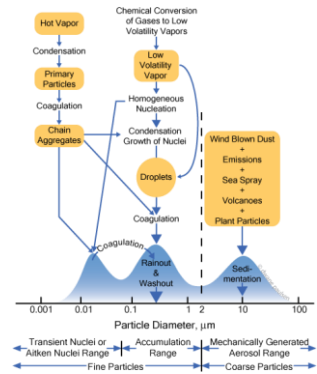 Chemical Conversion
of Gases to Low
Volatility Vapors
Hot Vapor
Condensation
Primary
Particles
Coagulation
Chain
Aggregates
Low
Volatility
Vapor
Homogeneous
Nucleation
Condensation
Growth of Nuclei
Droplets
Coagulation
Wind Blown Dust
+
Emissions
+
Sea Spray
+
Volcanoes
+
Plant Particles
Coagulation
Rainout
&
Washout
Sedi-
mentation
0.001 0.01 0.1 1 2 10 100
Particle Diameter, µm
Transient Nuclei or
Aitken Nuclei Range
Accumulation
Range
Mechanically Generated
Aerosol Range
Fine Particles
Coarse Particles